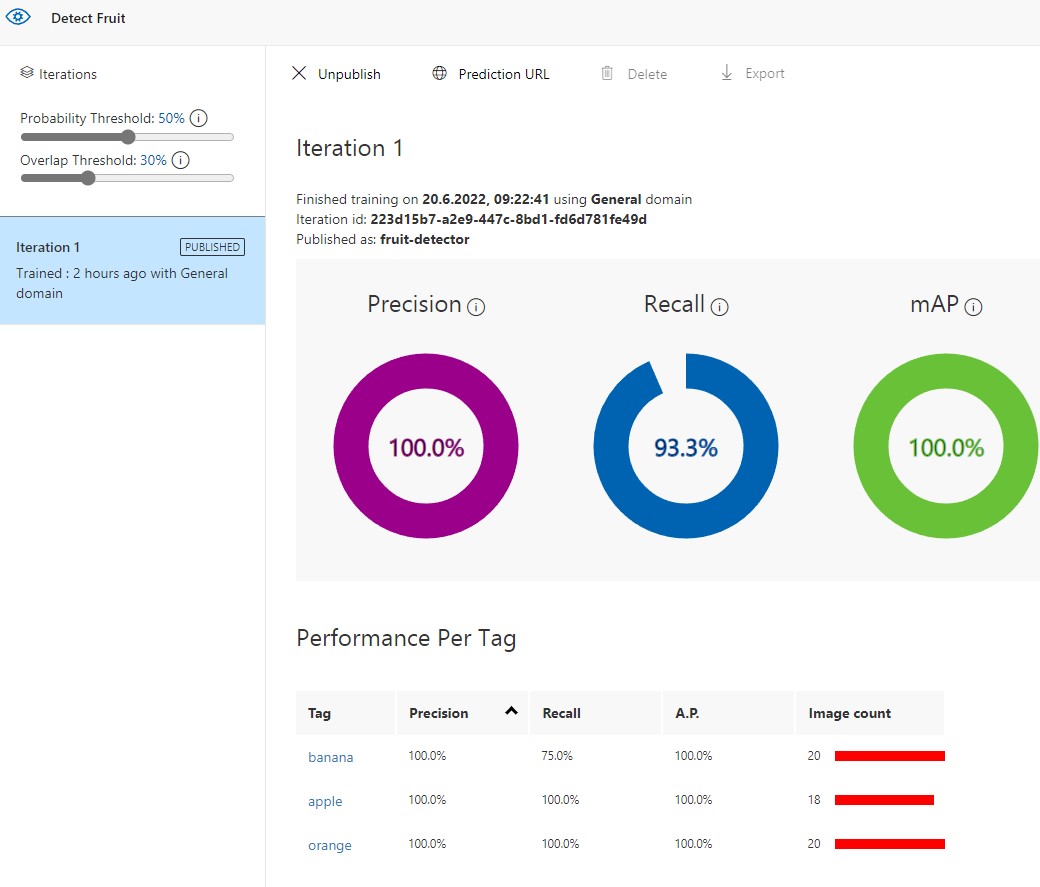 Detect Fruit
Iterations
Probability Threshold: 50%
Overlap Threshold: 30%
Iteration 1
PUBLISHED
Trained : 2 hours ago with General
domain
Unpublish
Prediction URL
Delete
Export
Iteration 1
Finished training on 20.6.2022, 09:22:41 using General domain
Iteration id: 223d15b7-a2e9-447c-8bd1-fd6d781fe49d
Published as: fruit-detector
Precision
Recall
mAP
100.0%
93.3%
100.0%
Performance Per Tag
Tag Precision Recall A.P. Image count
banana 100.0% 75.0% 100.0% 20
apple 100.0% 100.0% 100.0% 18
orange 100.0% 100.0% 100.0% 20